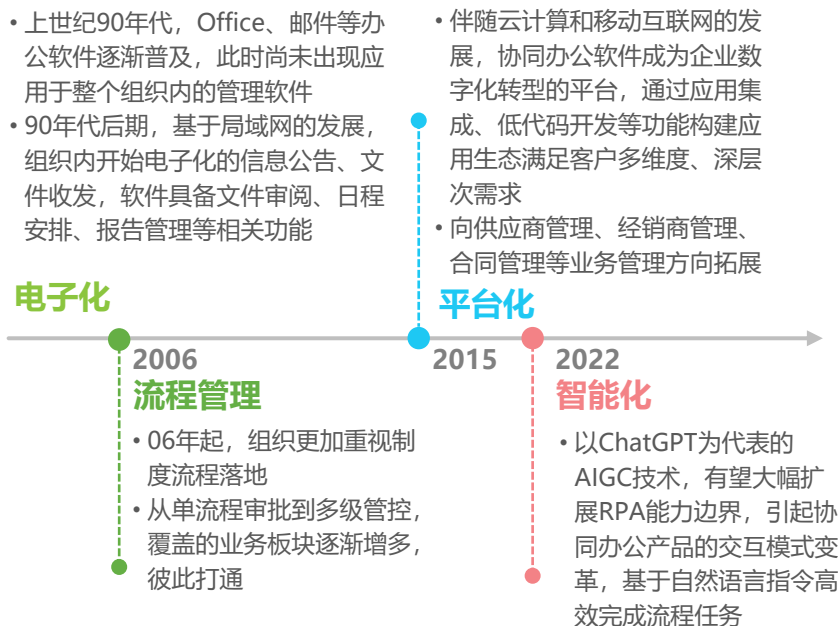 • 上世纪90年代，Office、邮件等办
公软件逐渐普及，此时尚未出现应
用于整个组织内的管理软件
• 90年代后期，基于局域网的发展，
组织内开始电子化的信息公告、文
件收发，软件具备文件审阅、日程
安排、报告管理等相关功能
电子化
• 伴随云计算和移动互联网的发
展，协同办公软件成为企业数
字化转型的平台，通过应用集
成、低代码开发等功能构建应
用生态满足客户多维度、深层
次需求
• 向供应商管理、经销商管理、
合同管理等业务管理方向拓展
平台化
2006
流程管理
• 06年起，组织更加重视制
度流程落地
• 从单流程审批到多级管控，
覆盖的业务板块逐渐增多，
彼此打通
2015
2022
智能化
• 以ChatGPT为代表的
AIGC技术，有望大幅扩
展RPA能力边界，引起协
同办公产品的交互模式变
革，基于自然语言指令高
效完成流程任务